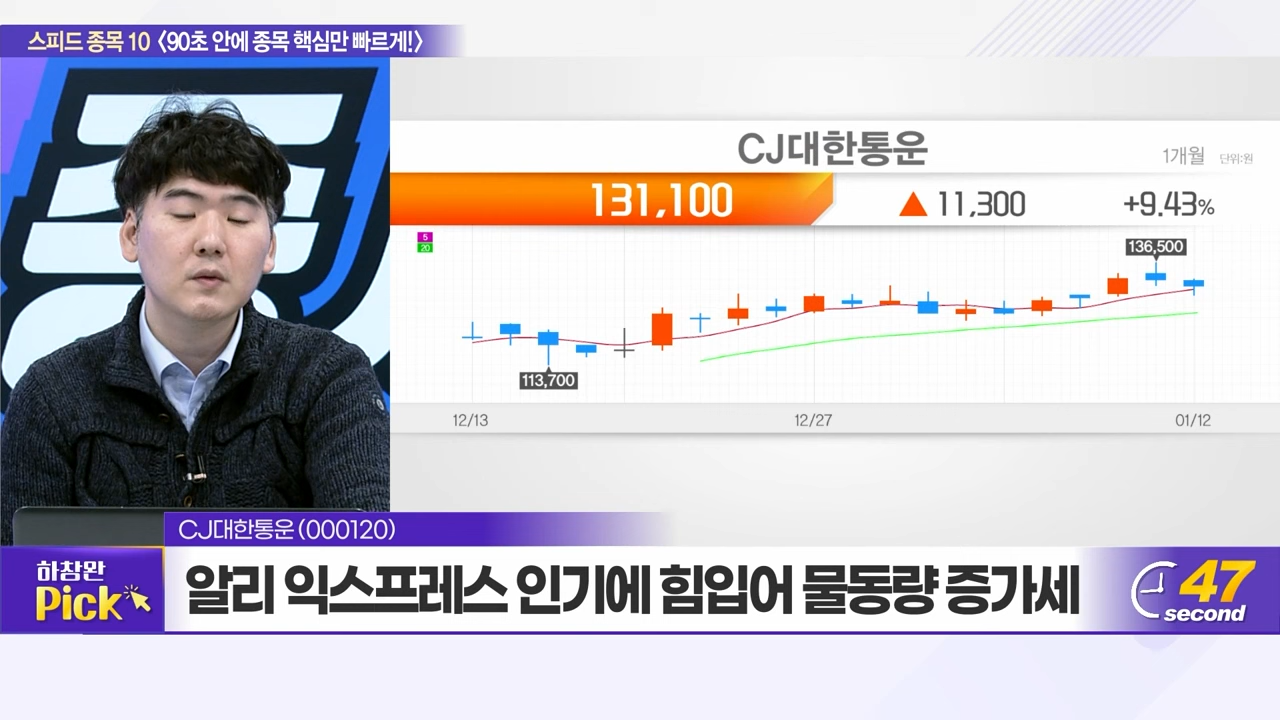 스피드 종목 10 〈90초 안에 종목 핵심만 빠르게!〉
CJ대한통운
1개월 단위:원
131,100 ▲ 11,300 +9.43%
5
20
136,500
113,700
12/13 12/27 01/12
CJ대한통운 (000120)
하창완
Pick
알리 익스프레스 인기에 힘입어 물동량 증가세
47
second